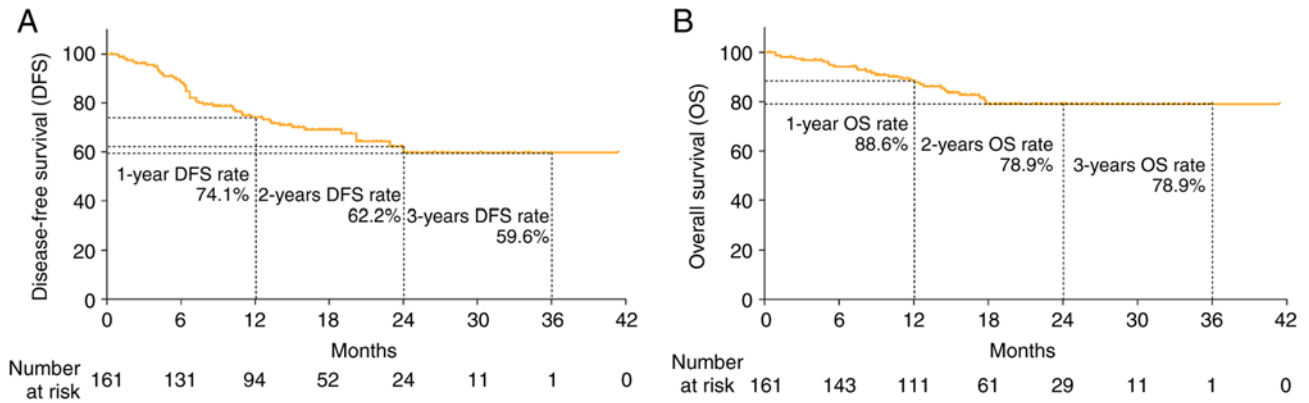 A
Disease-free survival (DFS)
100
80
60
40
20
0
1-year DFS rate
74.1%
2-years DFS rate
62.2%
3-years DFS rate
59.6%
0 6 12 18 24 30 36 42
Months
Number
at risk 161 131 94 52 24 11 1 0
B
Overall survival (OS)
100
80
60
40
20
0
1-year OS rate
88.6%
2-years OS rate
78.9%
3-years OS rate
78.9%
0 6 12 18 24 30 36 42
Months
Number
at risk 161 143 111 61 29 11 1 0